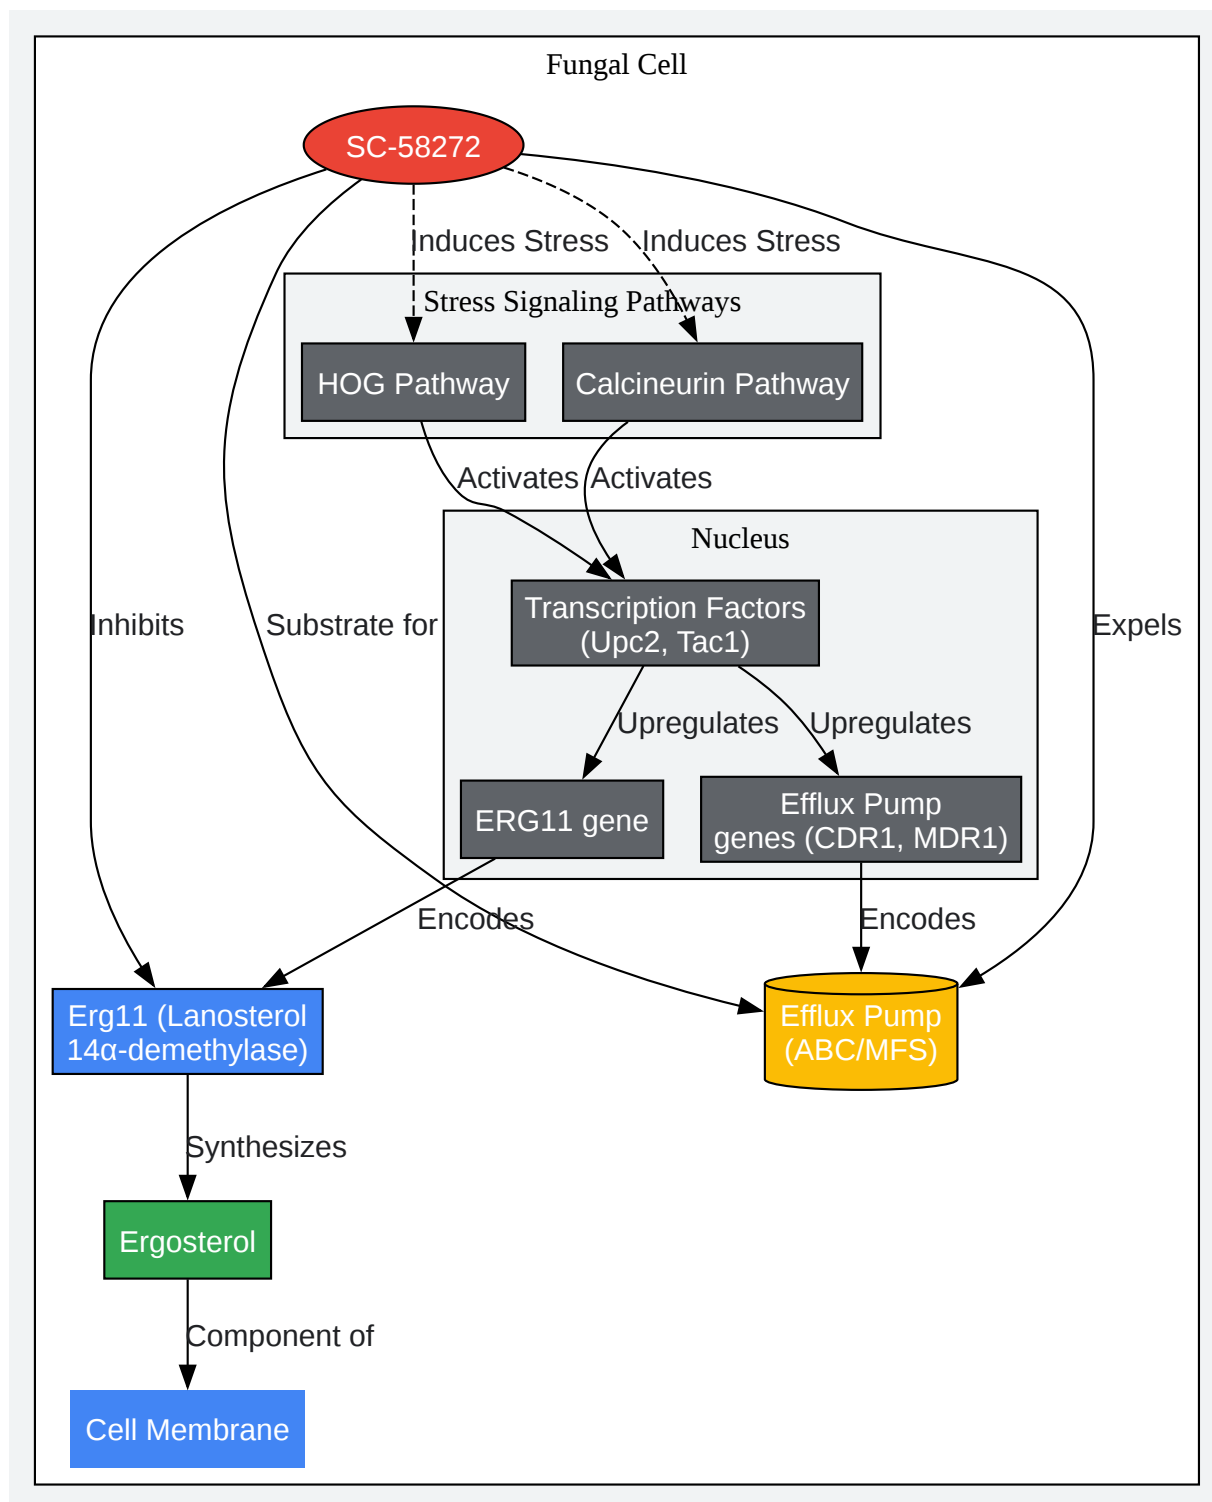 Fungal Cell
SC-58272
Induces Stress
Induces Stress
Stress Signaling Pathways
HOG Pathway
Calcineurin Pathway
Activates
Activates
Nucleus
Transcription Factors
(Upc2, Tac1)
Inhibits
Substrate for
Expels
Upregulates
Upregulates
ERG11 gene
Efflux Pump
genes (CDR1, MDR1)
Encodes
Encodes
Erg11 (Lanosterol
14α-demethylase)
Efflux Pump
(ABC/MFS)
Synthesizes
Ergosterol
Component of
Cell Membrane